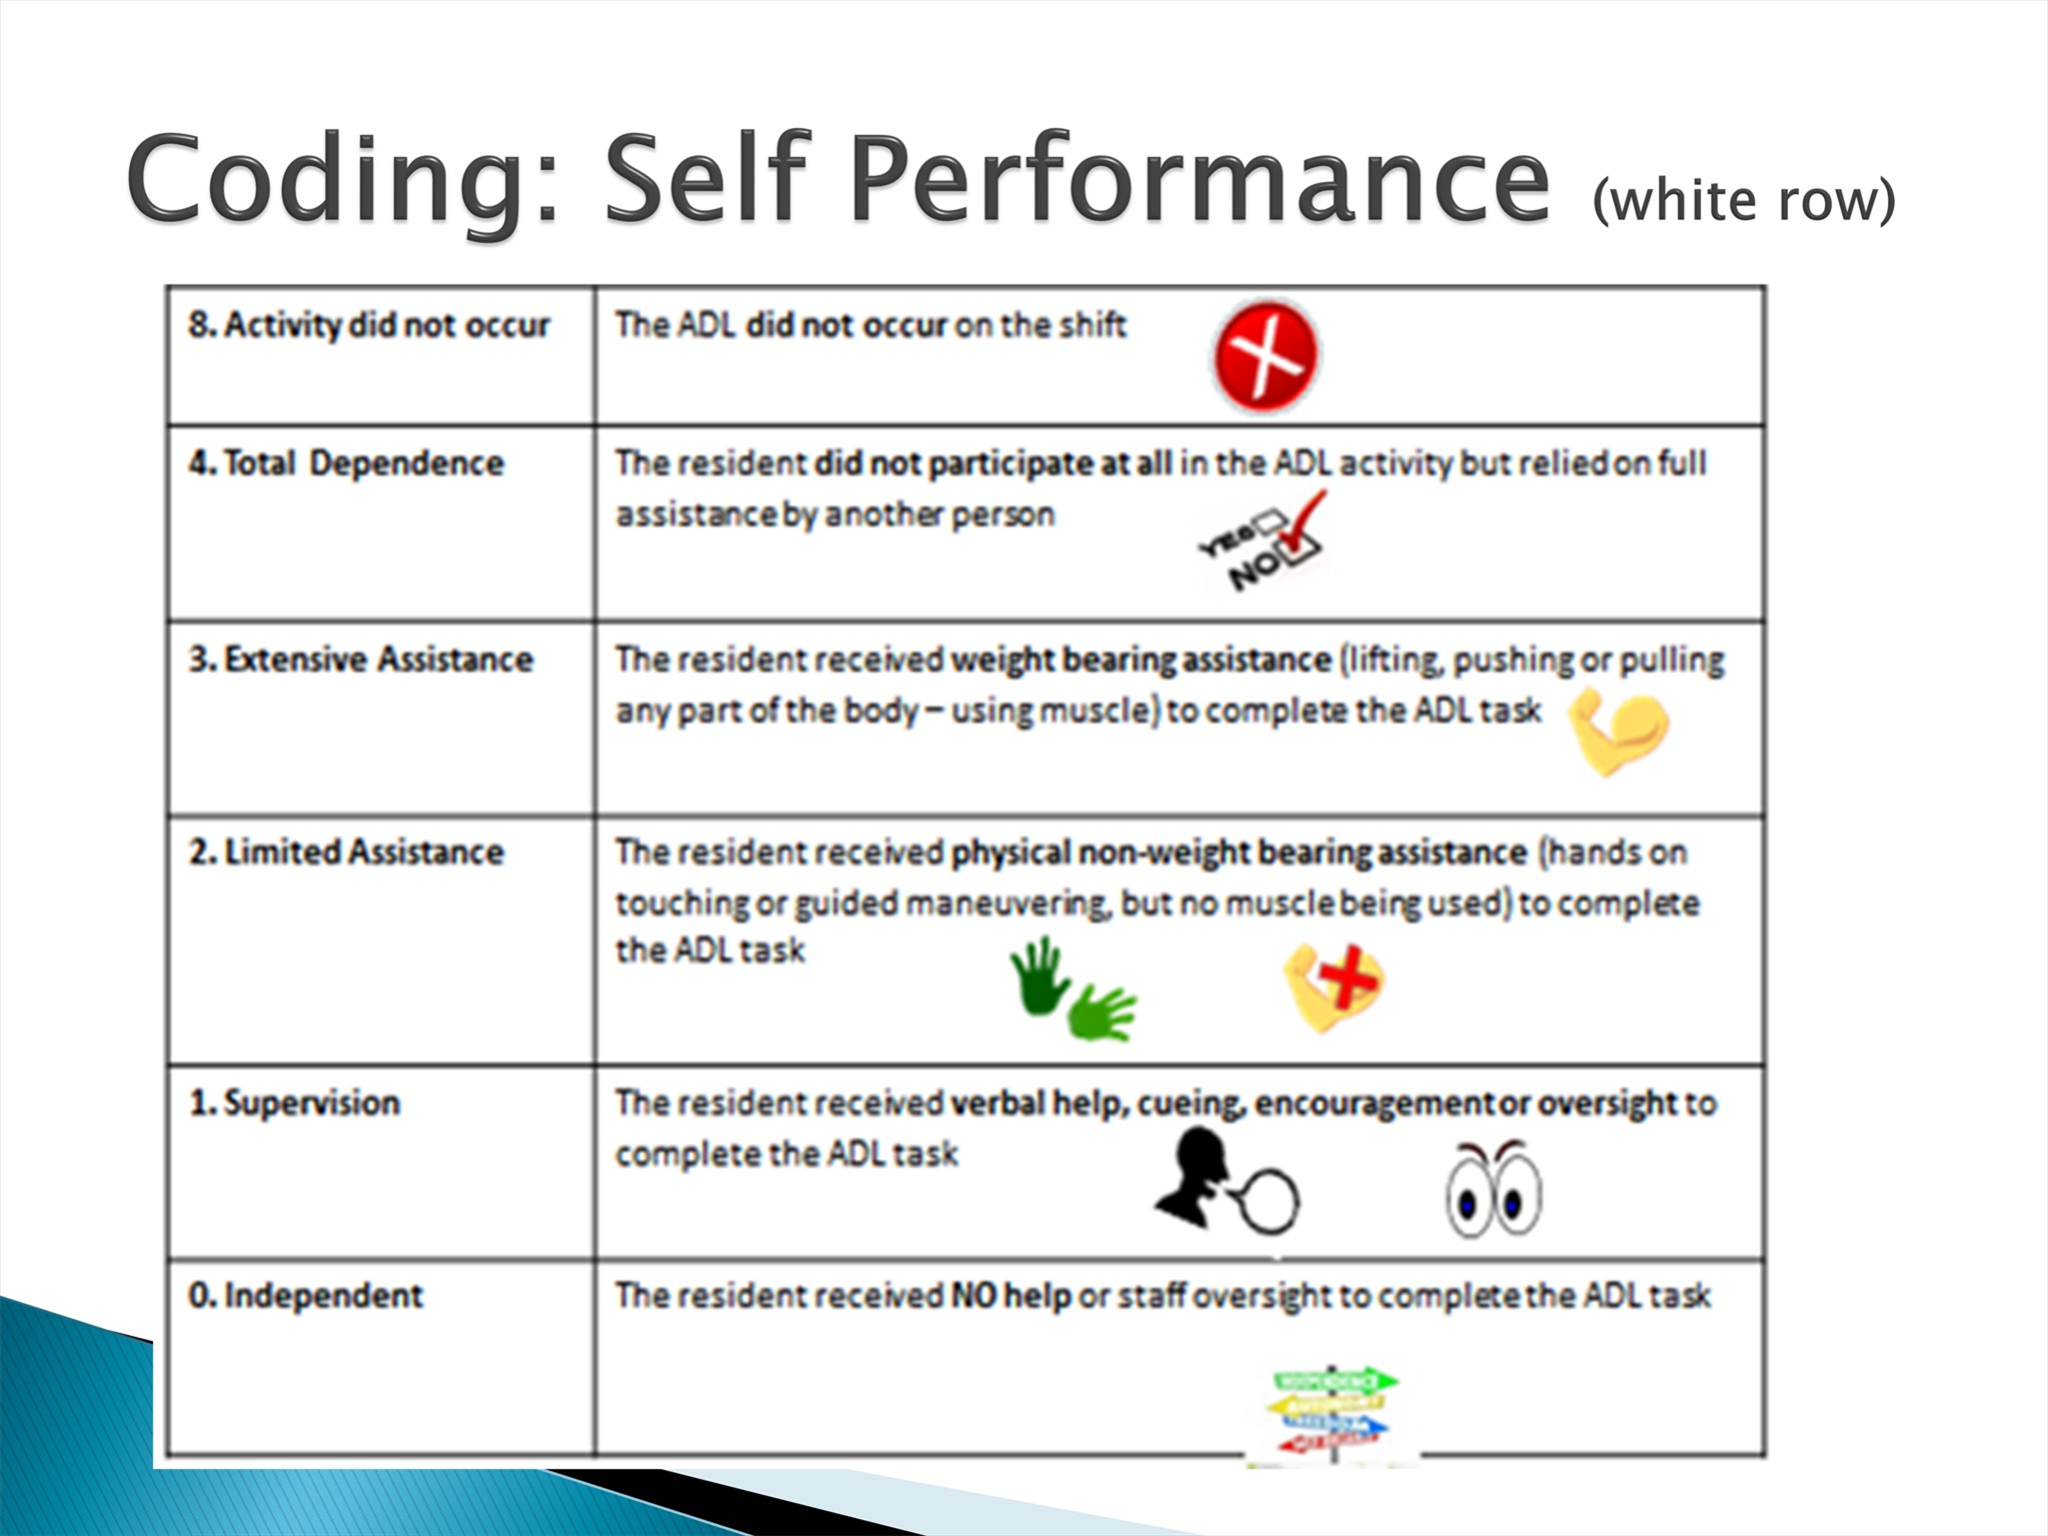 Coding: Self Performance (white row)
8. Activity did not occur
The ADL did not occur on the shift
4. Total Dependence
The resident did not participate at all in the ADL activity but relied on full
assistance by another person
YES
NO
3. Extensive Assistance
The resident received weight bearing assistance (lifting, pushing or pulling
any part of the body – using muscle) to complete the ADL task
2. Limited Assistance
The resident received physical non-weight bearing assistance (hands on
touching or guided maneuvering, but no muscle being used) to complete
the ADL task
1. Supervision
The resident received verbal help, cueing, encouragement or oversight to
complete the ADL task
0. Independent
The resident received NO help or staff oversight to complete the ADL task
INDEPENDENCE
AUTONOMY
FREEDOM